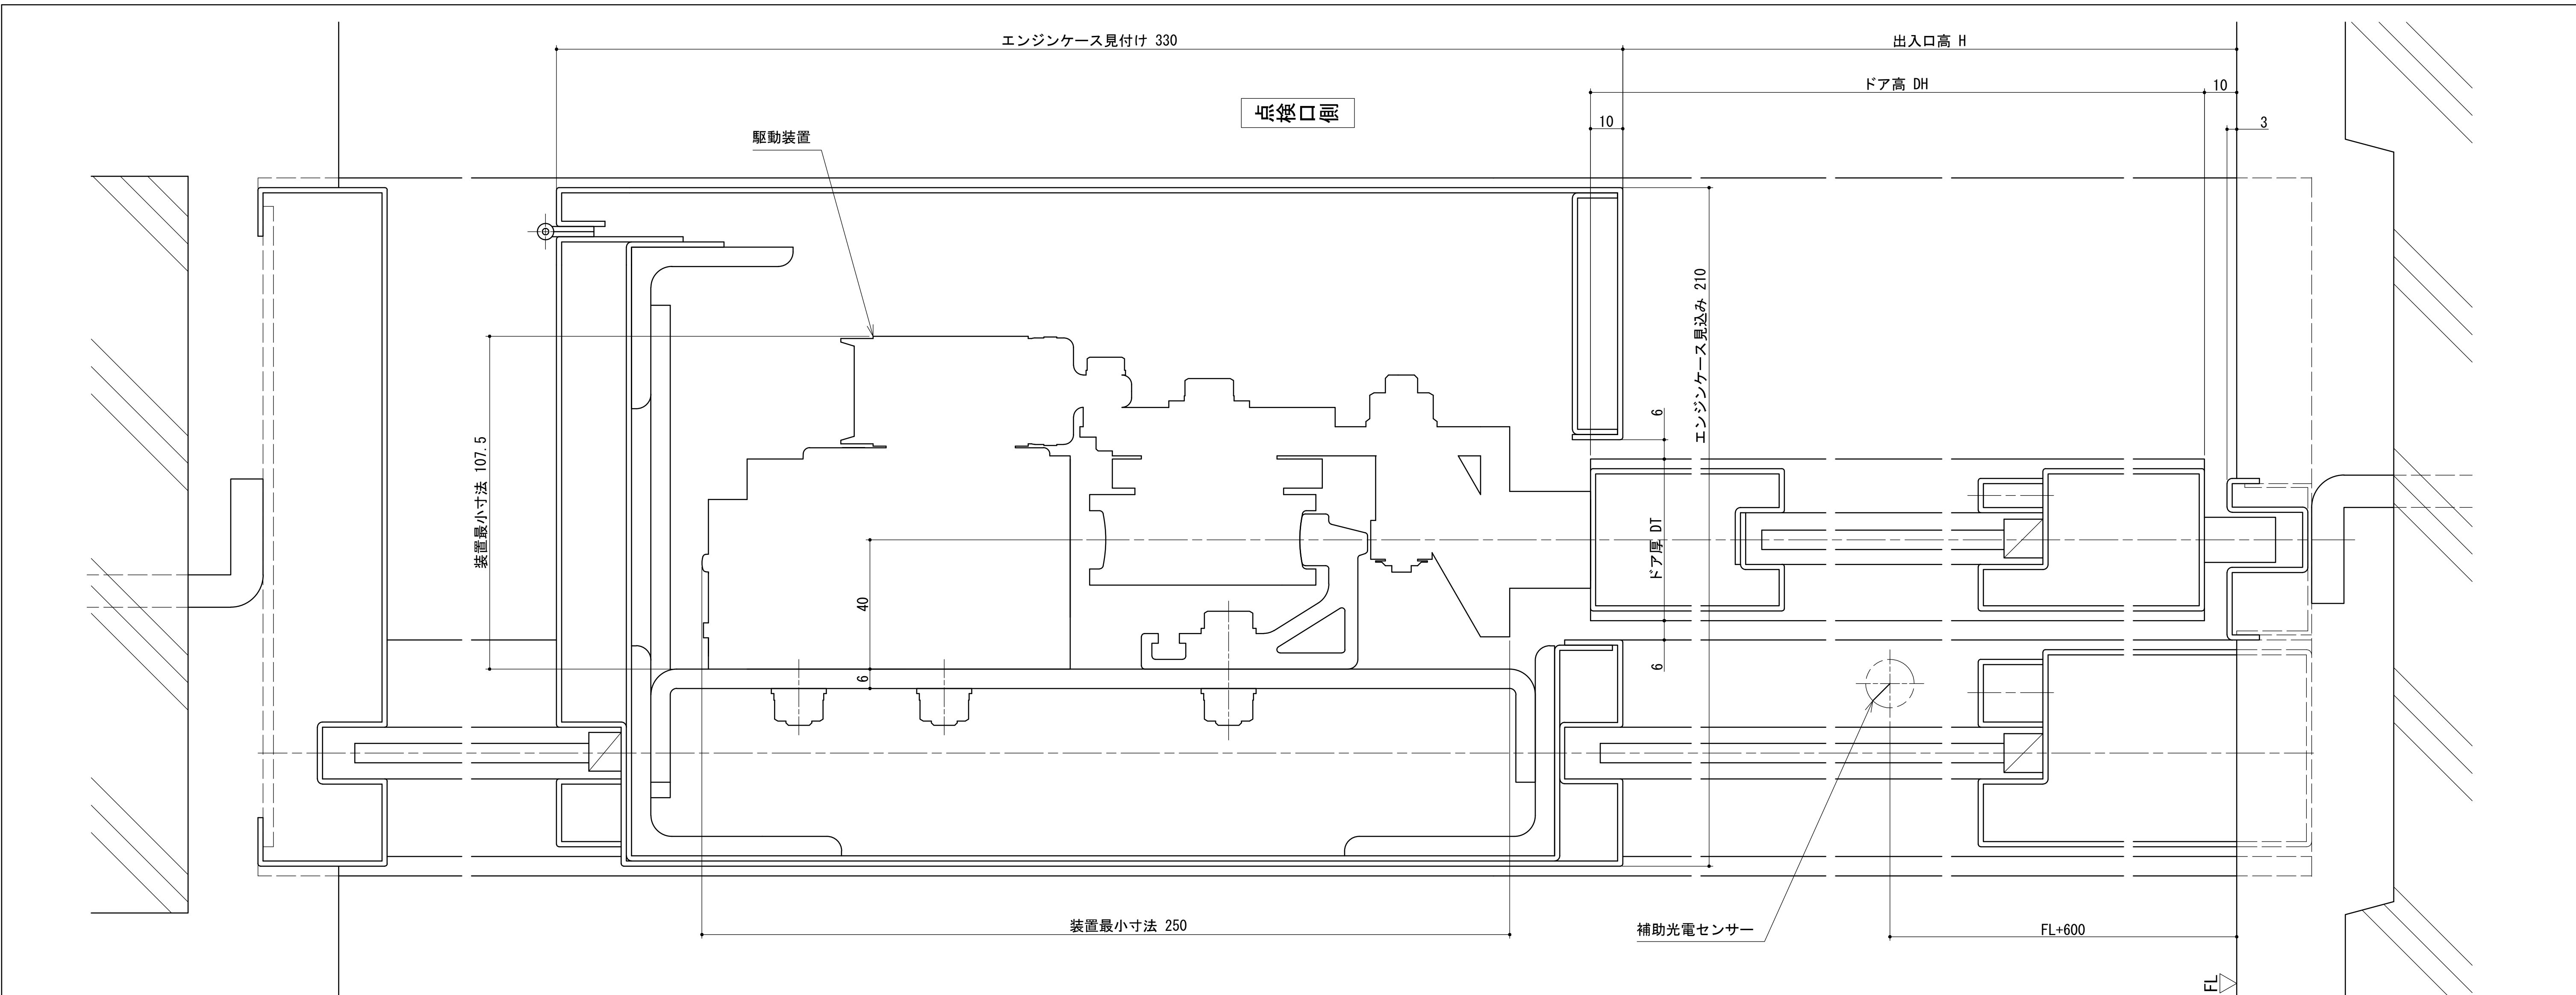 エンジンケース見付け 330
出入口高 H
ドア高 DH
10
点検口側
10
3
駆動装置
エンジンケース見込み 210
6
装置最小寸法 107.5
ドア厚 DT
40
6
6
装置最小寸法 250
補助光電センサー
FL+600
FL